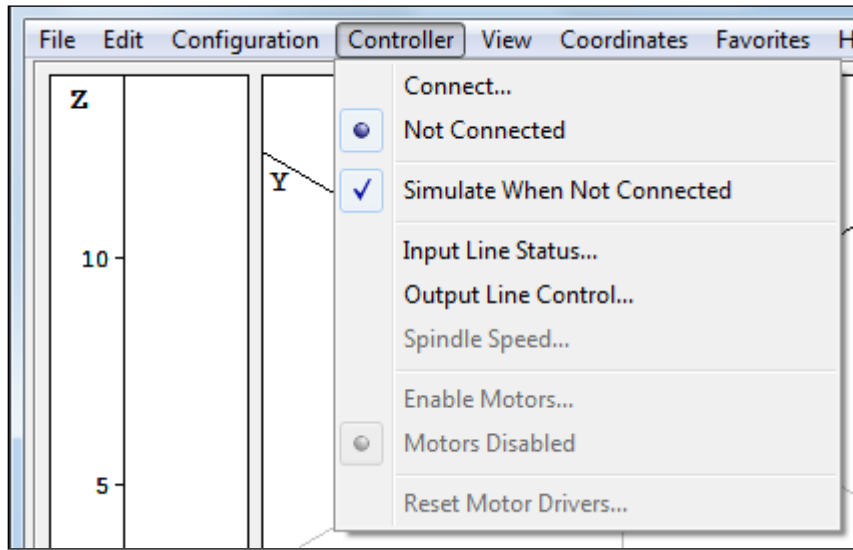 File Edit Configuration Controller View Coordinates Favorites
Z
Y
10
5
Connect...
Not Connected
Simulate When Not Connected
Input Line Status...
Output Line Control...
Spindle Speed...
Enable Motors...
Motors Disabled
Reset Motor Drivers...